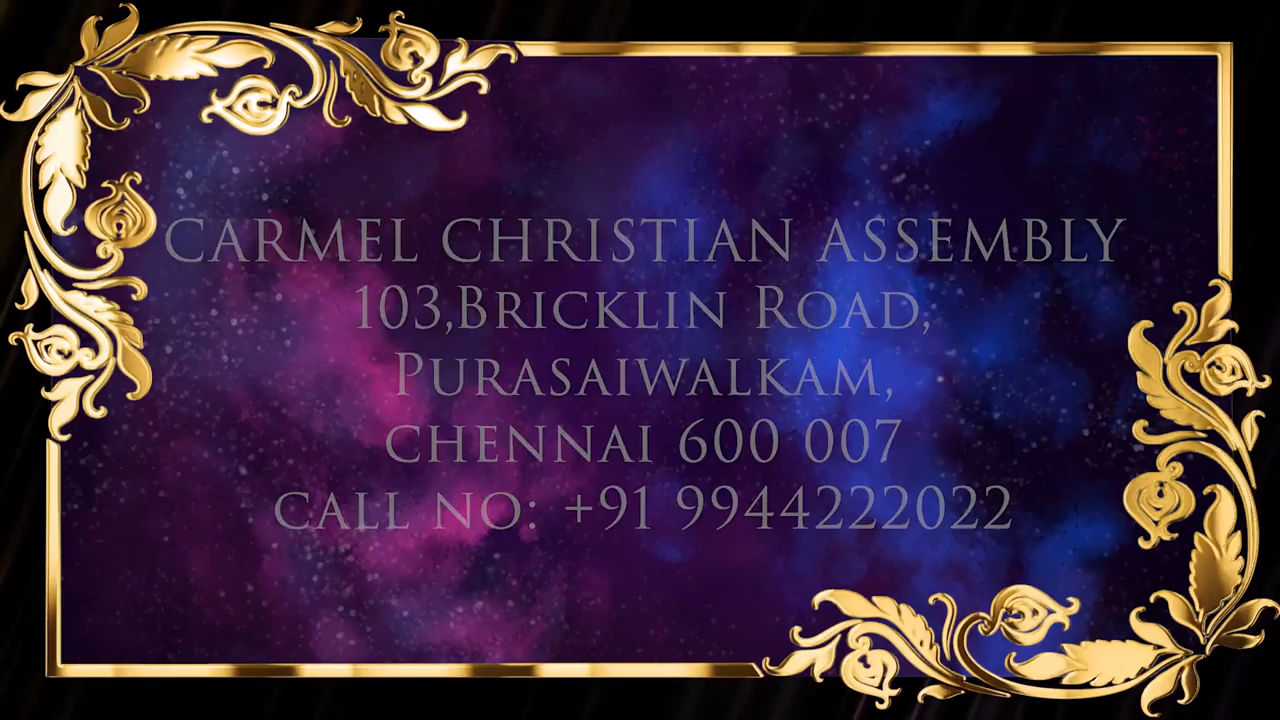 CARMEL CHRISTIAN ASSEMBLY
103,BRICKLIN ROAD,
PURASAIWALKAM,
CHENNAI 600 007
CALL NO: +91 9944222022